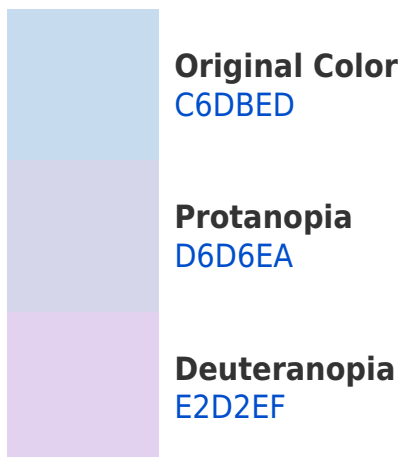 Original Color
C6DBED
Protanopia
D6D6EA
Deuteranopia
E2D2EF